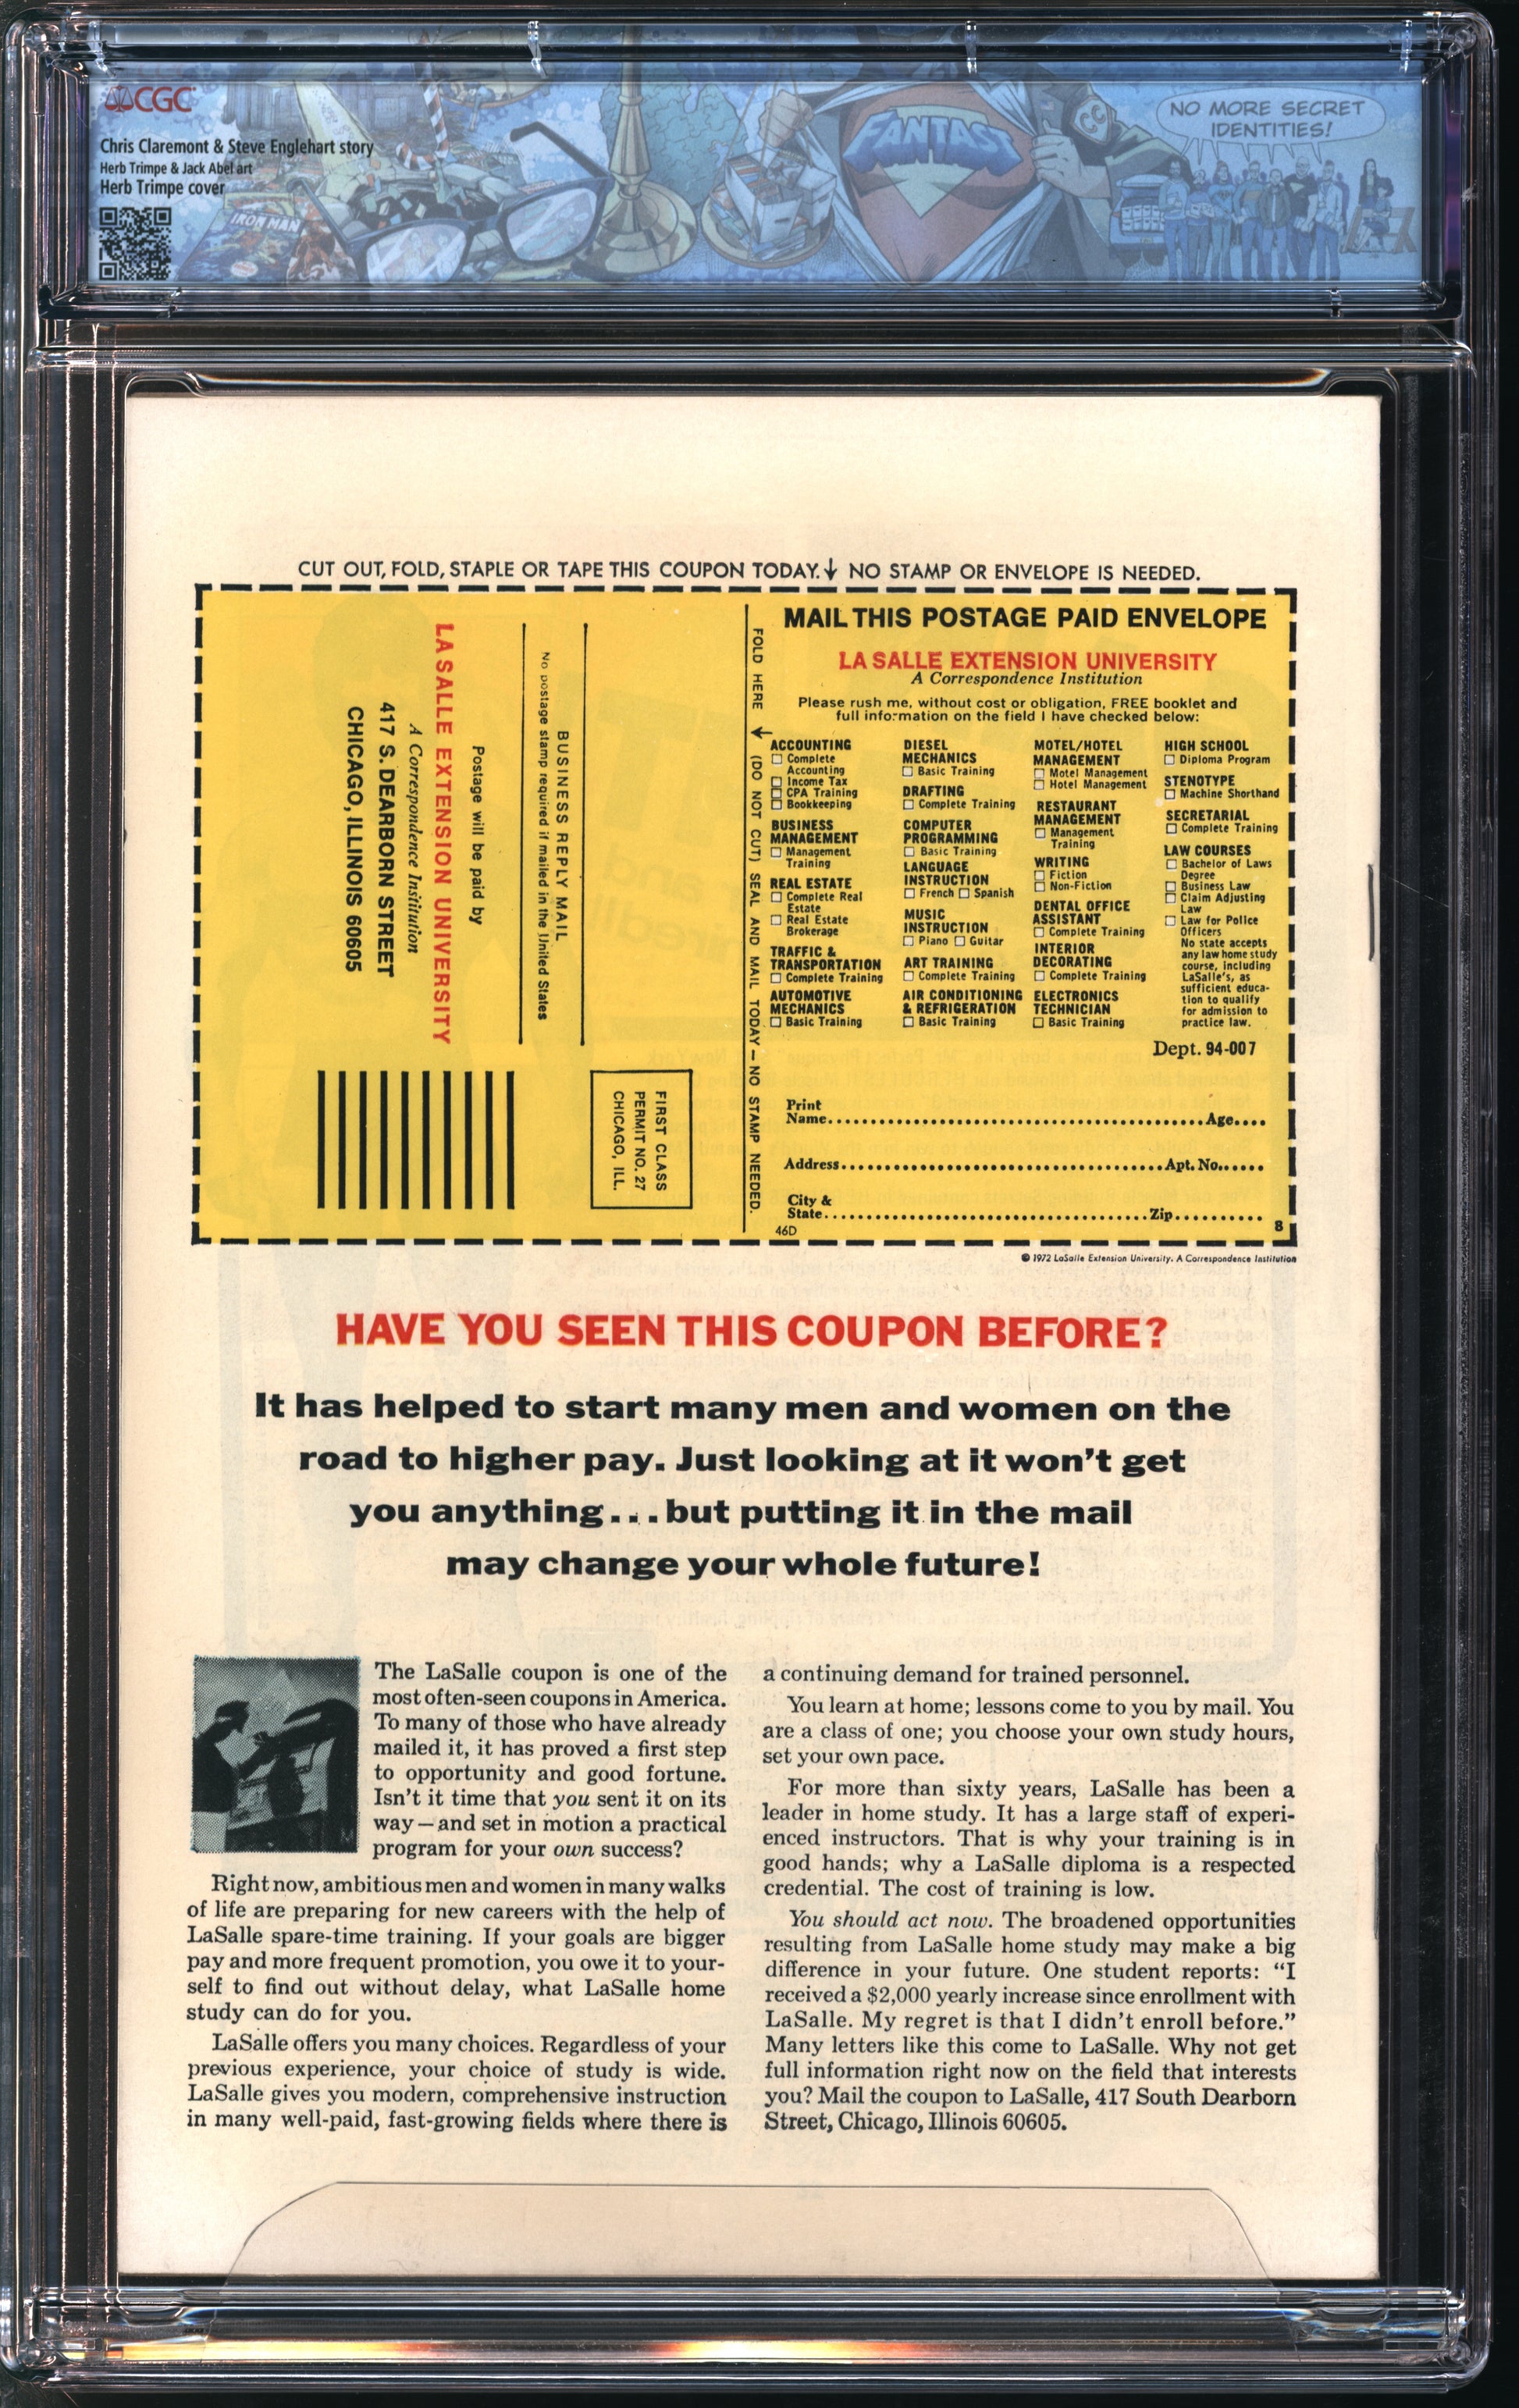 CGC
Chris Claremont & Steve Englehart story
Herb Trimpe & Jack Abel art
Herb Trimpe cover
IRON MAN
FANTAST
CC
NO MORE SECRET
IDENTITIES!
CUT OUT, FOLD, STAPLE OR TAPE THIS COUPON TODAY. NO STAMP OR ENVELOPE IS NEEDED.
FIRST CLASS
PERMIT NO. 27
CHICAGO, ILL.
BUSINESS REPLY MAIL
No postage stamp required if mailed in the United States
Postage will be paid by
LA SALLE EXTENSION UNIVERSITY
A Correspondence Institution
417 S. DEARBORN STREET
CHICAGO, ILLINOIS 60605
FOLD HERE (DO NOT CUT) SEAL AND MAIL TODAY — NO STAMP NEEDED.
MAIL THIS POSTAGE PAID ENVELOPE
LA SALLE EXTENSION UNIVERSITY
A Correspondence Institution
Please rush me, without cost or obligation, FREE booklet and
full information on the field I have checked below:
ACCOUNTING
Complete
Accounting
Income Tax
CPA Training
Bookkeeping
BUSINESS
MANAGEMENT
Management
Training
REAL ESTATE
Complete Real
Estate
Real Estate
Brokerage
TRAFFIC &
TRANSPORTATION
Complete Training
AUTOMOTIVE
MECHANICS
Basic Training
DIESEL
MECHANICS
Basic Training
DRAFTING
Complete Training
COMPUTER
PROGRAMMING
Basic Training
LANGUAGE
INSTRUCTION
French Spanish
MUSIC
INSTRUCTION
Piano Guitar
ART TRAINING
Complete Training
AIR CONDITIONING
& REFRIGERATION
Basic Training
MOTEL/HOTEL
MANAGEMENT
Motel Management
Hotel Management
RESTAURANT
MANAGEMENT
Management
Training
WRITING
Fiction
Non-Fiction
DENTAL OFFICE
ASSISTANT
Complete Training
INTERIOR
DECORATING
Complete Training
ELECTRONICS
TECHNICIAN
Basic Training
HIGH SCHOOL
Diploma Program
STENOTYPE
Machine Shorthand
SECRETARIAL
Complete Training
LAW COURSES
Bachelor of Laws
Degree
Business Law
Claim Adjusting
Law
Law for Police
Officers
No state accepts
any law home study
course, including
LaSalle's, as
sufficient educa-
tion to qualify
for admission to
practice law.
Dept. 94-007
Print
Name Age
Address Apt. No.
City &
State Zip
46D 8
© 1972 LaSalle Extension University. A Correspondence Institution
HAVE YOU SEEN THIS COUPON BEFORE?
It has helped to start many men and women on the
road to higher pay. Just looking at it won't get
you anything...but putting it in the mail
may change your whole future!
The LaSalle coupon is one of the
most often-seen coupons in America.
To many of those who have already
mailed it, it has proved a first step
to opportunity and good fortune.
Isn't it time that you sent it on its
way—and set in motion a practical
program for your own success?
Right now, ambitious men and women in many walks
of life are preparing for new careers with the help of
LaSalle spare-time training. If your goals are bigger
pay and more frequent promotion, you owe it to your-
self to find out without delay, what LaSalle home
study can do for you.
LaSalle offers you many choices. Regardless of your
previous experience, your choice of study is wide.
LaSalle gives you modern, comprehensive instruction
in many well-paid, fast-growing fields where there is
a continuing demand for trained personnel.
You learn at home; lessons come to you by mail. You
are a class of one; you choose your own study hours,
set your own pace.
For more than sixty years, LaSalle has been a
leader in home study. It has a large staff of experi-
enced instructors. That is why your training is in
good hands; why a LaSalle diploma is a respected
credential. The cost of training is low.
You should act now. The broadened opportunities
resulting from LaSalle home study may make a big
difference in your future. One student reports: "I
received a $2,000 yearly increase since enrollment with
LaSalle. My regret is that I didn't enroll before."
Many letters like this come to LaSalle. Why not get
full information right now on the field that interests
you? Mail the coupon to LaSalle, 417 South Dearborn
Street, Chicago, Illinois 60605.